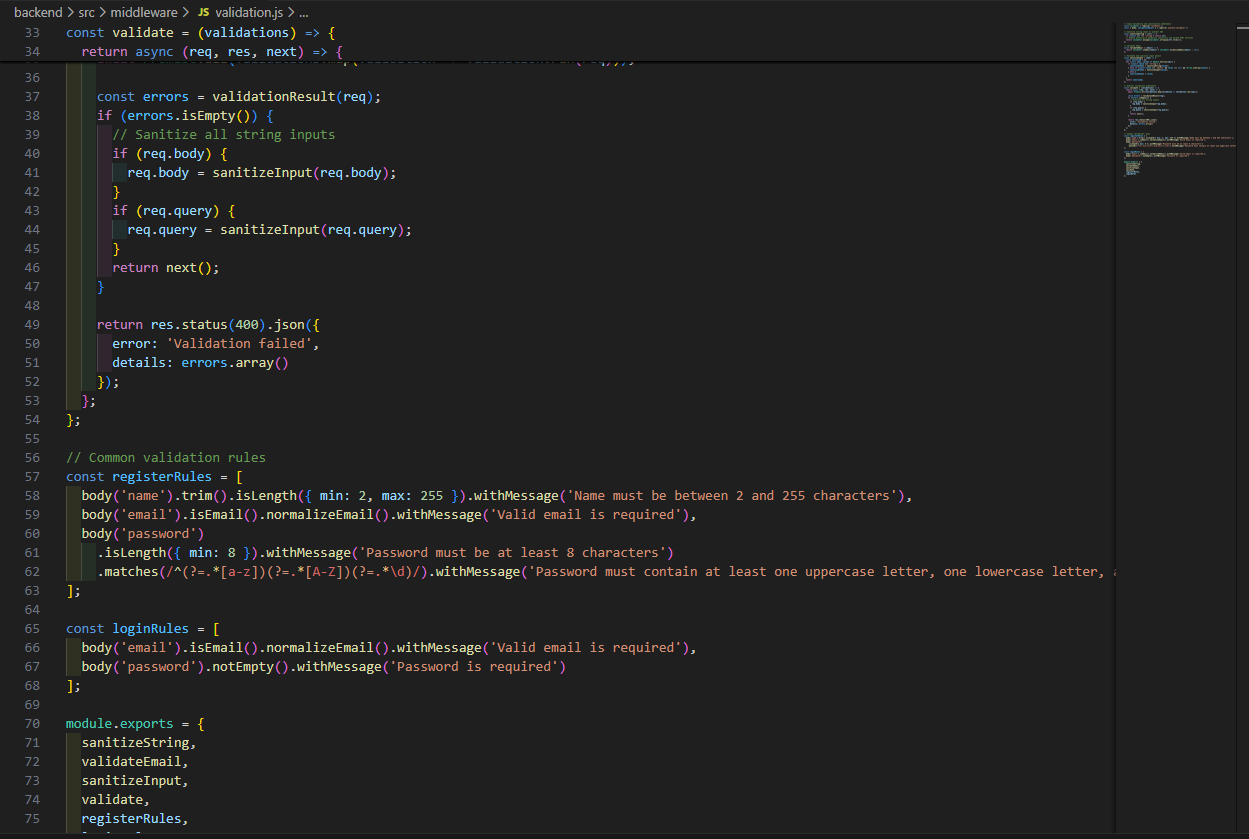 backend > src > middleware > JS validation.js > ...
33 const validate = (validations) => {
34 return async (req, res, next) => {
36
37 const errors = validationResult(req);
38 if (errors.isEmpty()) {
39 // Sanitize all string inputs
40 if (req.body) {
41 req.body = sanitizeInput(req.body);
42 }
43 if (req.query) {
44 req.query = sanitizeInput(req.query);
45 }
46 return next();
47 }
48
49 return res.status(400).json({
50 error: 'Validation failed',
51 details: errors.array()
52 });
53 };
54 };
55
56 // Common validation rules
57 const registerRules = [
58 body('name').trim().isLength({ min: 2, max: 255 }).withMessage('Name must be between 2 and 255 characters'),
59 body('email').isEmail().normalizeEmail().withMessage('Valid email is required'),
60 body('password')
61 .isLength({ min: 8 }).withMessage('Password must be at least 8 characters')
62 .matches(/^(?=.*[a-z])(?=.*[A-Z])(?=.*\d)/).withMessage('Password must contain at least one uppercase letter, one lowercase letter,
63 ];
64
65 const loginRules = [
66 body('email').isEmail().normalizeEmail().withMessage('Valid email is required'),
67 body('password').notEmpty().withMessage('Password is required')
68 ];
69
70 module.exports = {
71 sanitizeString,
72 validateEmail,
73 sanitizeInput,
74 validate,
75 registerRules,